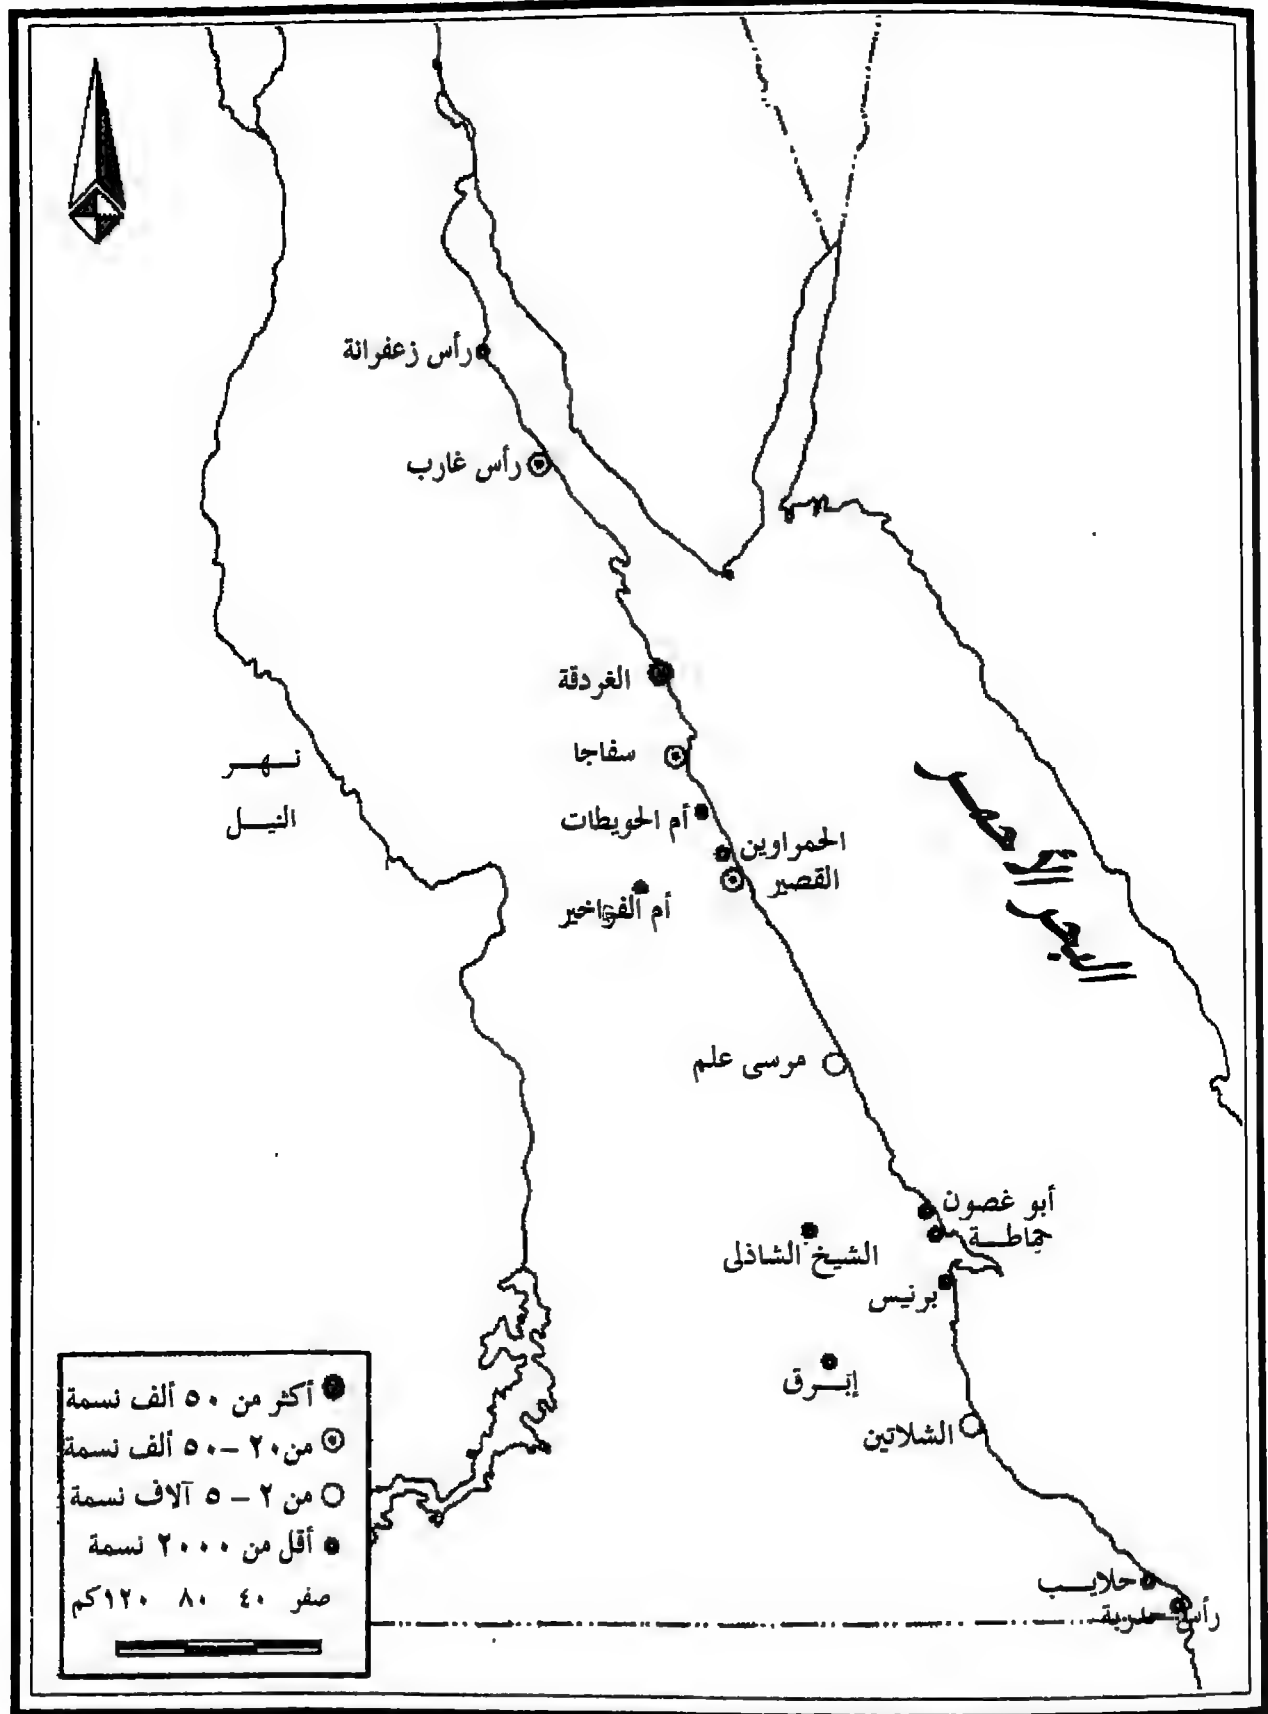 رأس زعفرانة
رأس غارب
الغردقة
سفاجا
نهر
النيل
أم الحويطات
الحمراوين
القصير
أم الفواخير
البحر
الأحمر
مرسى علم
أبو غصون
حماطة
الشيخ الشاذلى
برنيس
إبرق
الشلاتين
حلايب
رأس حدربة
أكثر من ٥٠ ألف نسمة
من ٢٠ – ٥٠ ألف نسمة
من ٢ – ٥ آلاف نسمة
أقل من ٢٠٠٠ نسمة
صفر ٤٠ ٨٠ ١٢٠كم